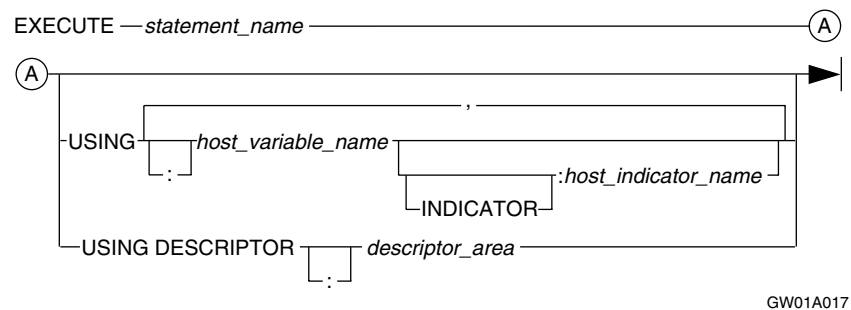 EXECUTE statement_name A
A
,
USING host_variable_name
:
:host_indicator_name
INDICATOR
USING DESCRIPTOR descriptor_area
:
GW01A017